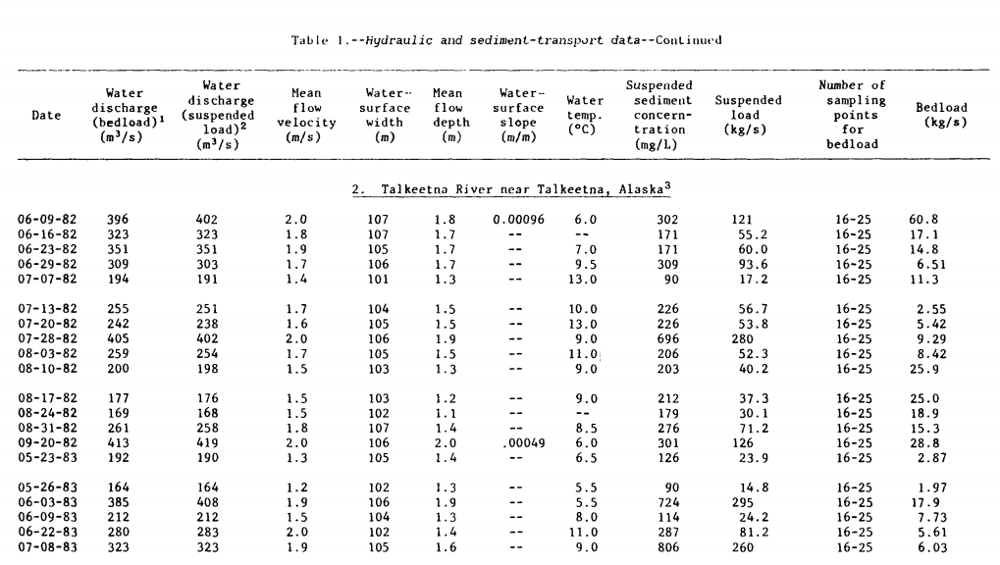 Table 1.--Hydraulic and sediment-transport data--Continued
Date Water discharge (bedload)1 (m3/s) Water discharge (suspended load)2 (m3/s) Mean flow velocity (m/s) Water-surface width (m) Mean flow depth (m) Water-surface slope (m/m) Water temp. (°C) Suspended sediment concern-tration (mg/L) Suspended load (kg/s) Number of sampling points for bedload Bedload (kg/s)
2. Talkeetna River near Talkeetna, Alaska3
06-09-82 396 402 2.0 107 1.8 0.00096 6.0 302 121 16-25 60.8
06-16-82 323 323 1.8 107 1.7 -- -- 171 55.2 16-25 17.1
06-23-82 351 351 1.9 105 1.7 -- 7.0 171 60.0 16-25 14.8
06-29-82 309 303 1.7 106 1.7 -- 9.5 309 93.6 16-25 6.51
07-07-82 194 191 1.4 101 1.3 -- 13.0 90 17.2 16-25 11.3
07-13-82 255 251 1.7 104 1.5 -- 10.0 226 56.7 16-25 2.55
07-20-82 242 238 1.6 105 1.5 -- 13.0 226 53.8 16-25 5.42
07-28-82 405 402 2.0 106 1.9 -- 9.0 696 280 16-25 9.29
08-03-82 259 254 1.7 105 1.5 -- 11.0 206 52.3 16-25 8.42
08-10-82 200 198 1.5 103 1.3 -- 9.0 203 40.2 16-25 25.9
08-17-82 177 176 1.5 103 1.2 -- 9.0 212 37.3 16-25 25.0
08-24-82 169 168 1.5 102 1.1 -- -- 179 30.1 16-25 18.9
08-31-82 261 258 1.8 107 1.4 -- 8.5 276 71.2 16-25 15.3
09-20-82 413 419 2.0 106 2.0 .00049 6.0 301 126 16-25 28.8
05-23-83 192 190 1.3 105 1.4 -- 6.5 126 23.9 16-25 2.87
05-26-83 164 164 1.2 102 1.3 -- 5.5 90 14.8 16-25 1.97
06-03-83 385 408 1.9 106 1.9 -- 5.5 724 295 16-25 17.9
06-09-83 212 212 1.5 104 1.3 -- 8.0 114 24.2 16-25 7.73
06-22-83 280 283 2.0 102 1.4 -- 11.0 287 81.2 16-25 5.61
07-08-83 323 323 1.9 105 1.6 -- 9.0 806 260 16-25 6.03